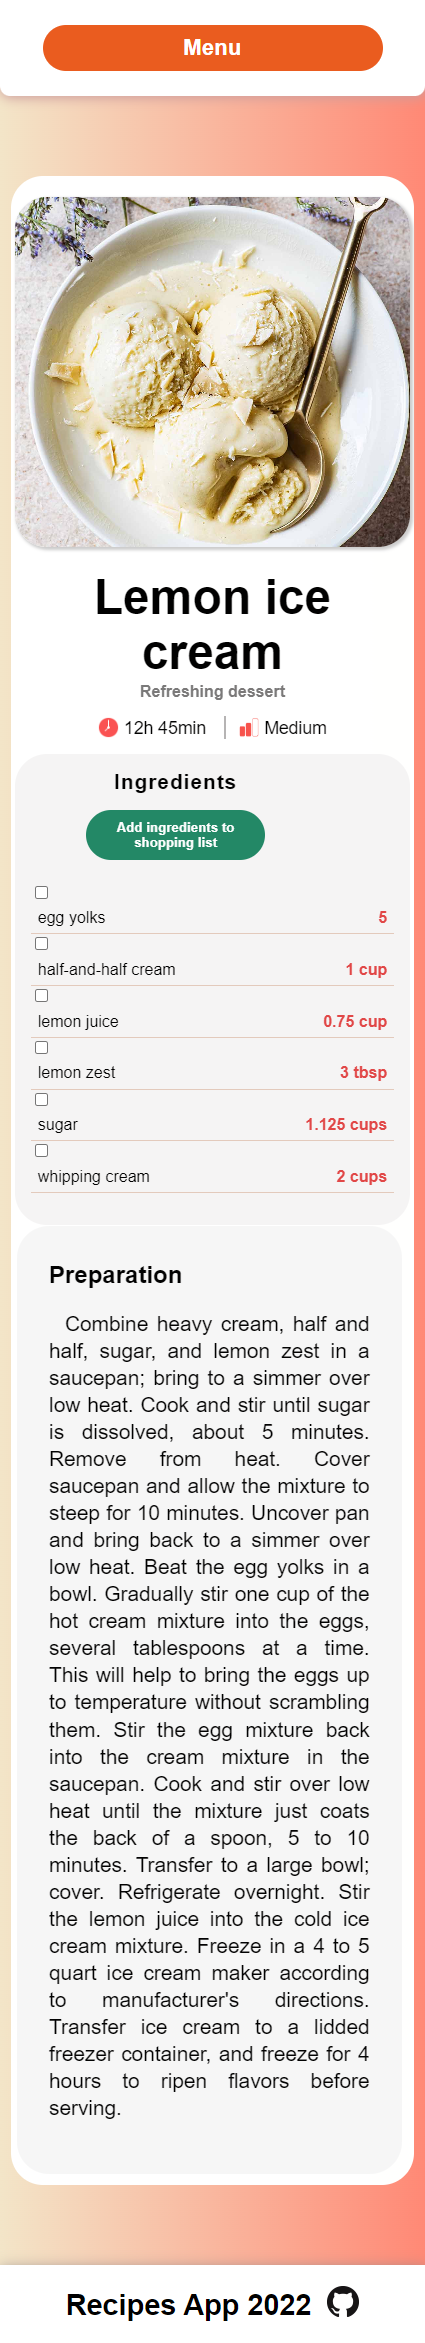 Menu
Lemon ice
cream
Refreshing dessert
12h 45min
Medium
Ingredients
Add ingredients to
shopping list
egg yolks 5
half-and-half cream 1 cup
lemon juice 0.75 cup
lemon zest 3 tbsp
sugar 1.125 cups
whipping cream 2 cups
Preparation
Combine heavy cream, half and
half, sugar, and lemon zest in a
saucepan; bring to a simmer over
low heat. Cook and stir until sugar
is dissolved, about 5 minutes.
Remove from heat. Cover
saucepan and allow the mixture to
steep for 10 minutes. Uncover pan
and bring back to a simmer over
low heat. Beat the egg yolks in a
bowl. Gradually stir one cup of the
hot cream mixture into the eggs,
several tablespoons at a time.
This will help to bring the eggs up
to temperature without scrambling
them. Stir the egg mixture back
into the cream mixture in the
saucepan. Cook and stir over low
heat until the mixture just coats
the back of a spoon, 5 to 10
minutes. Transfer to a large bowl;
cover. Refrigerate overnight. Stir
the lemon juice into the cold ice
cream mixture. Freeze in a 4 to 5
quart ice cream maker according
to manufacturer's directions.
Transfer ice cream to a lidded
freezer container, and freeze for 4
hours to ripen flavors before
serving.
Recipes App 2022